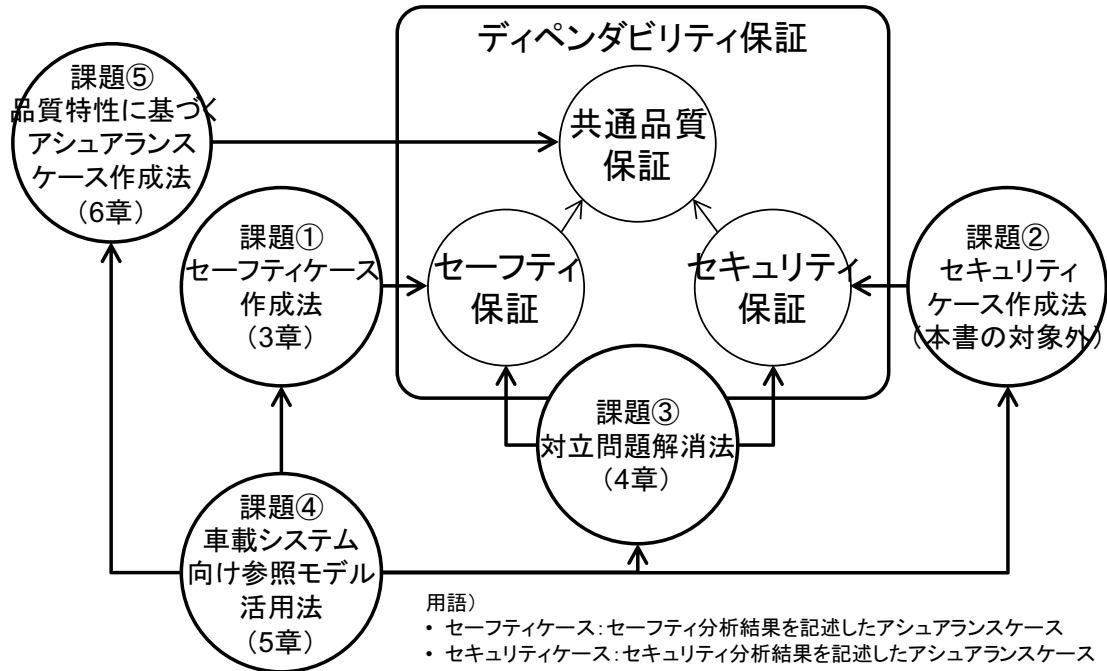 ディペンダビリティ保証
課題⑤
品質特性に基づく
アシュアランス
ケース作成法
（6章）
共通品質
保証
課題①
セーフティケース
作成法
（3章）
セーフティ
保証
セキュリティ
保証
課題②
セキュリティ
ケース作成法
（本書の対象外）
課題③
対立問題解消法
（4章）
課題④
車載システム
向け参照モデル
活用法
（5章）
用語）
・ セーフティケース：セーフティ分析結果を記述したアシュアランスケース
・ セキュリティケース：セキュリティ分析結果を記述したアシュアランスケース